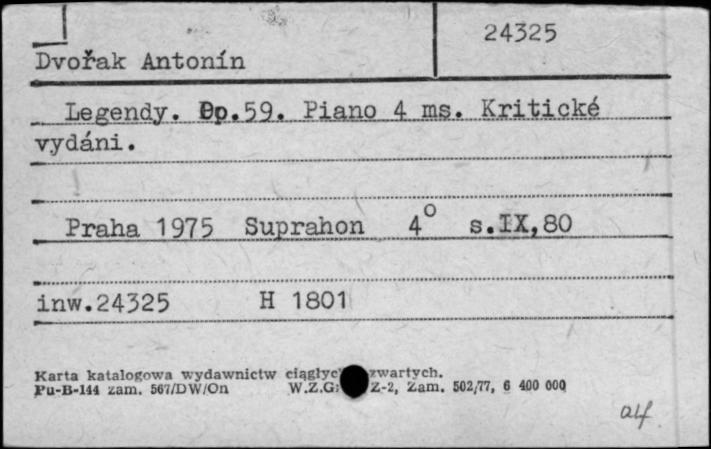 24325
Dvořak Antonín
Legendy. Op.59. Piano 4 ms. Kritické
vydáni.
Praha 1975 Suprahon 4° s.IX,80
inw.24325 H 1801
Karta katalogowa wydawnictw ciągłyc zwartych.
Pu-B-144 zam. 567/DW/On W.Z.G. Z-2, Zam. 502/77, 6 400 000